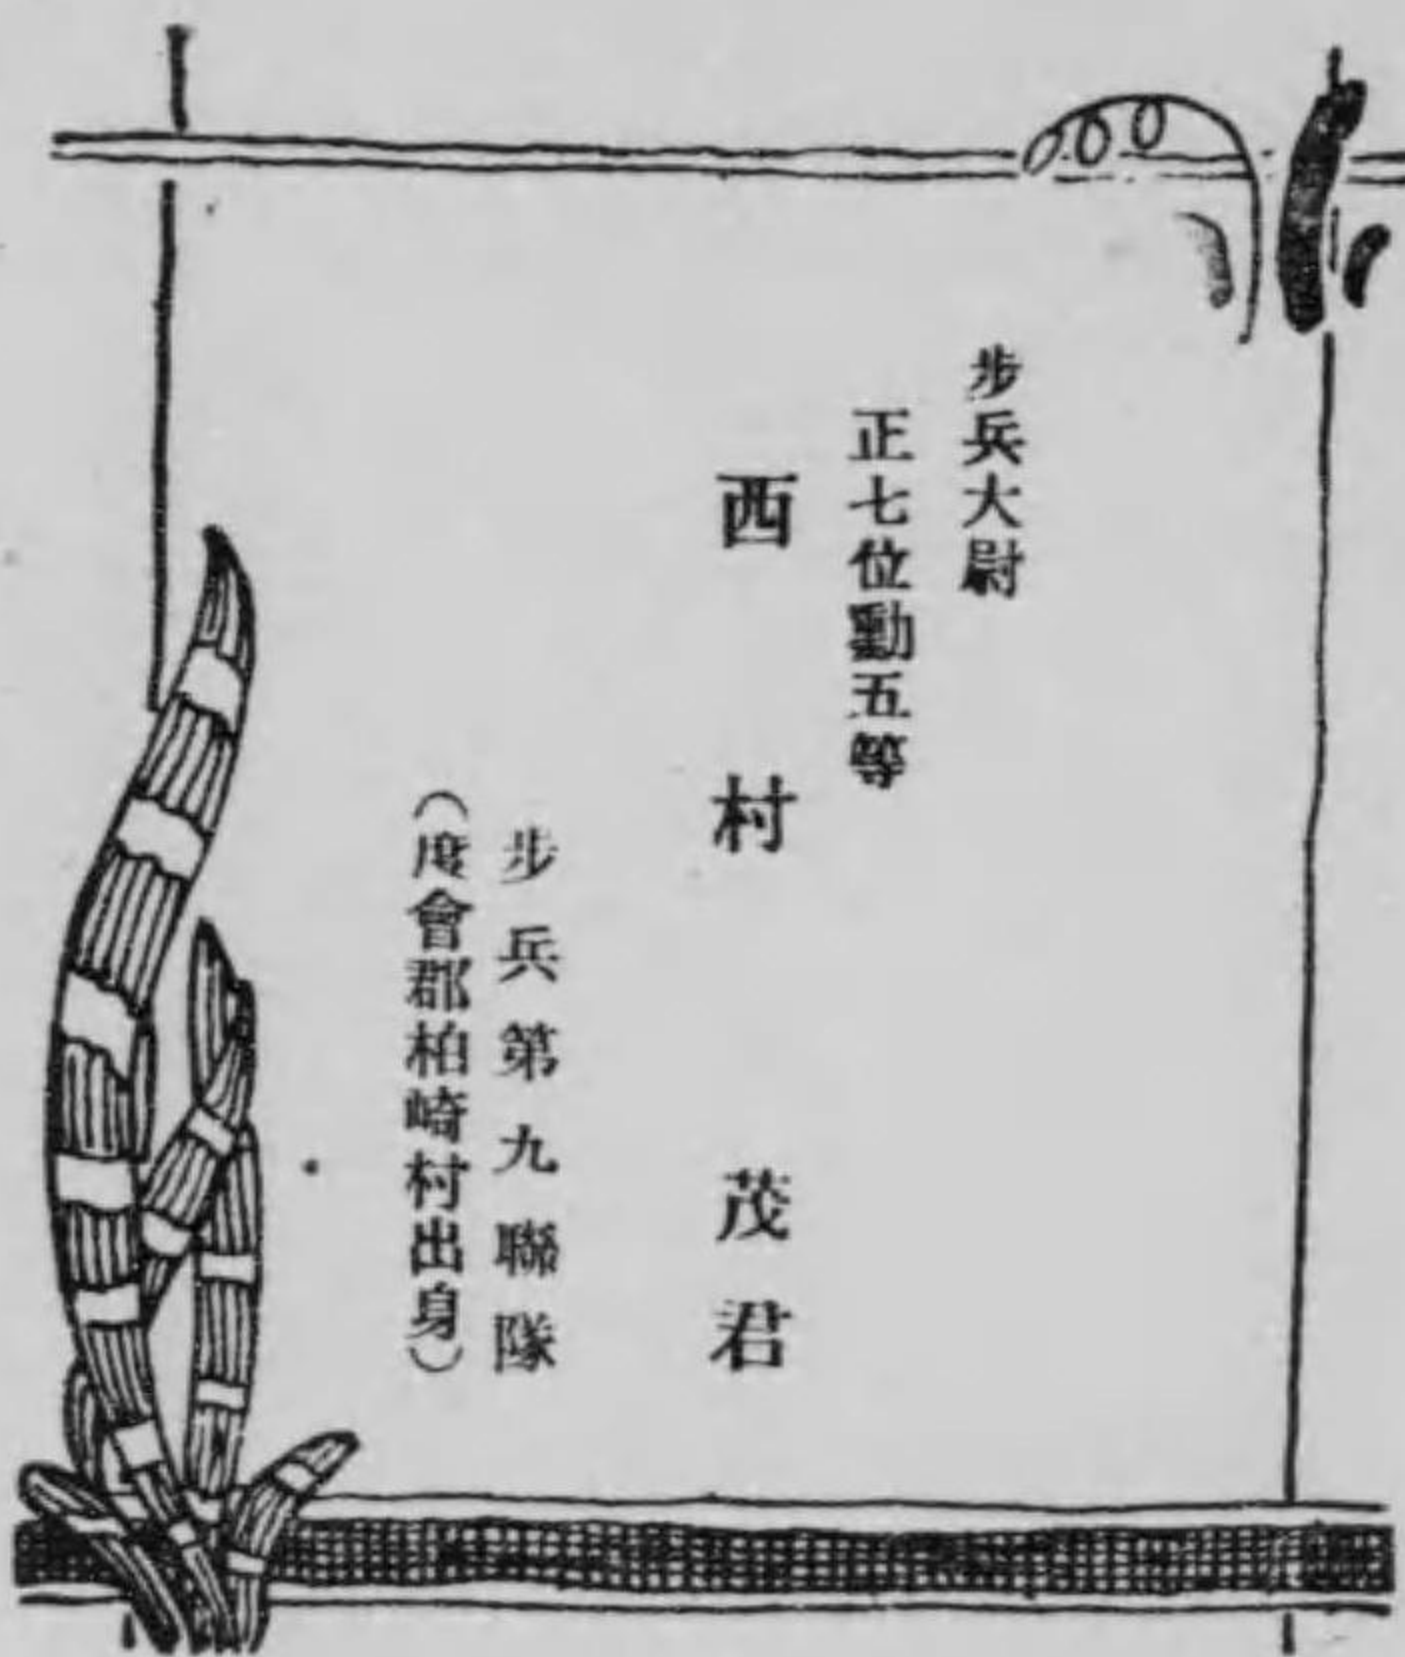 步兵大尉
正七位勳五等
西村茂君
步兵第九聯隊
(度會郡柏崎村出身)